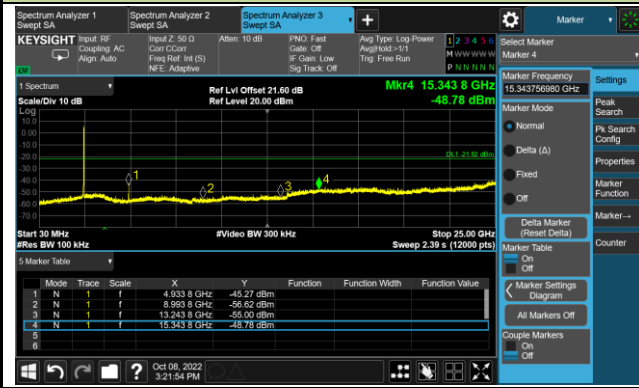 Spectrum Analyzer 1
Swept SA
Spectrum Analyzer 2
Swept SA
Spectrum Analyzer 3
Swept SA
Marker
KEYSIGHT
Input: RF
Coupling: AC
Align: Auto
Input Z: 50 Ω
Corr CCorr
Freq Ref: Int (S)
NFE: Adaptive
Atten: 10 dB
PNO: Fast
Gate: Off
IF Gain: Low
Sig Track: Off
Avg Type: Log-Power
Avg|Hold:>1/1
Trig: Free Run
1 2 3 4 5 6
M W W W W W
P N N N N N
Select Marker
Marker 4
1 Spectrum
Scale/Div 10 dB
Ref Lvl Offset 21.60 dB
Ref Level 20.00 dBm
Mkr4 15.343 8 GHz
-48.78 dBm
Log
10.0
0.00
-10.0
-20.0
-30.0
-40.0
-50.0
-60.0
-70.0
DL1 -21.82 dBm
1
2
3
4
Start 30 MHz
#Res BW 100 kHz
#Video BW 300 kHz
Stop 25.00 GHz
Sweep 2.39 s (12000 pts)
5 Marker Table
Mode Trace Scale X Y Function Function Width Function Value
1 N 1 f 4.933 8 GHz -45.27 dBm
2 N 1 f 8.993 8 GHz -56.62 dBm
3 N 1 f 13.243 8 GHz -55.00 dBm
4 N 1 f 15.343 8 GHz -48.78 dBm
5
6
Marker Frequency
15.343756980 GHz
Marker Mode
Normal
Delta (Δ)
Fixed
Off
Delta Marker
(Reset Delta)
Marker Table
On
Off
Marker Settings
Diagram
All Markers Off
Couple Markers
On
Off
Settings
Peak
Search
Pk Search
Config
Properties
Marker
Function
Marker→
Counter
Oct 08, 2022
3:21:54 PM